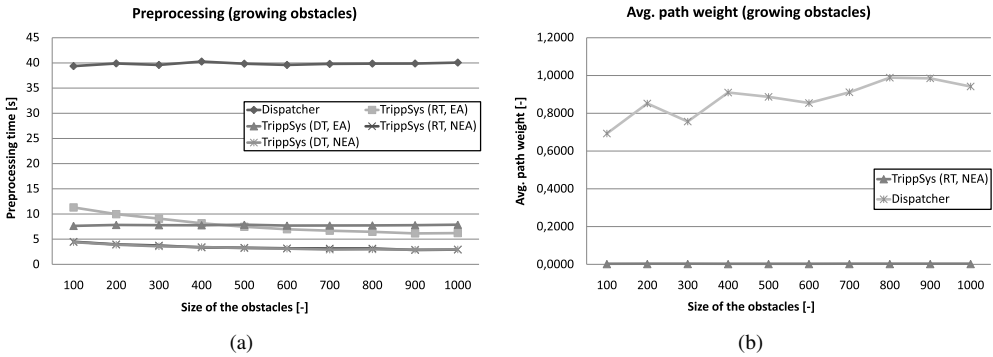 Preprocessing (growing obstacles)
Preprocessing time [s]
45
40
35
30
25
20
15
10
5
0
Dispatcher TrippSys (RT, EA)
TrippSys (DT, EA) TrippSys (RT, NEA)
TrippSys (DT, NEA)
100 200 300 400 500 600 700 800 900 1000
Size of the obstacles [-]
(a)
Avg. path weight (growing obstacles)
Avg. path weight [-]
1,2000
1,0000
0,8000
0,6000
0,4000
0,2000
0,0000
TrippSys (RT, NEA)
Dispatcher
100 200 300 400 500 600 700 800 900 1000
Size of the obstacles [-]
(b)